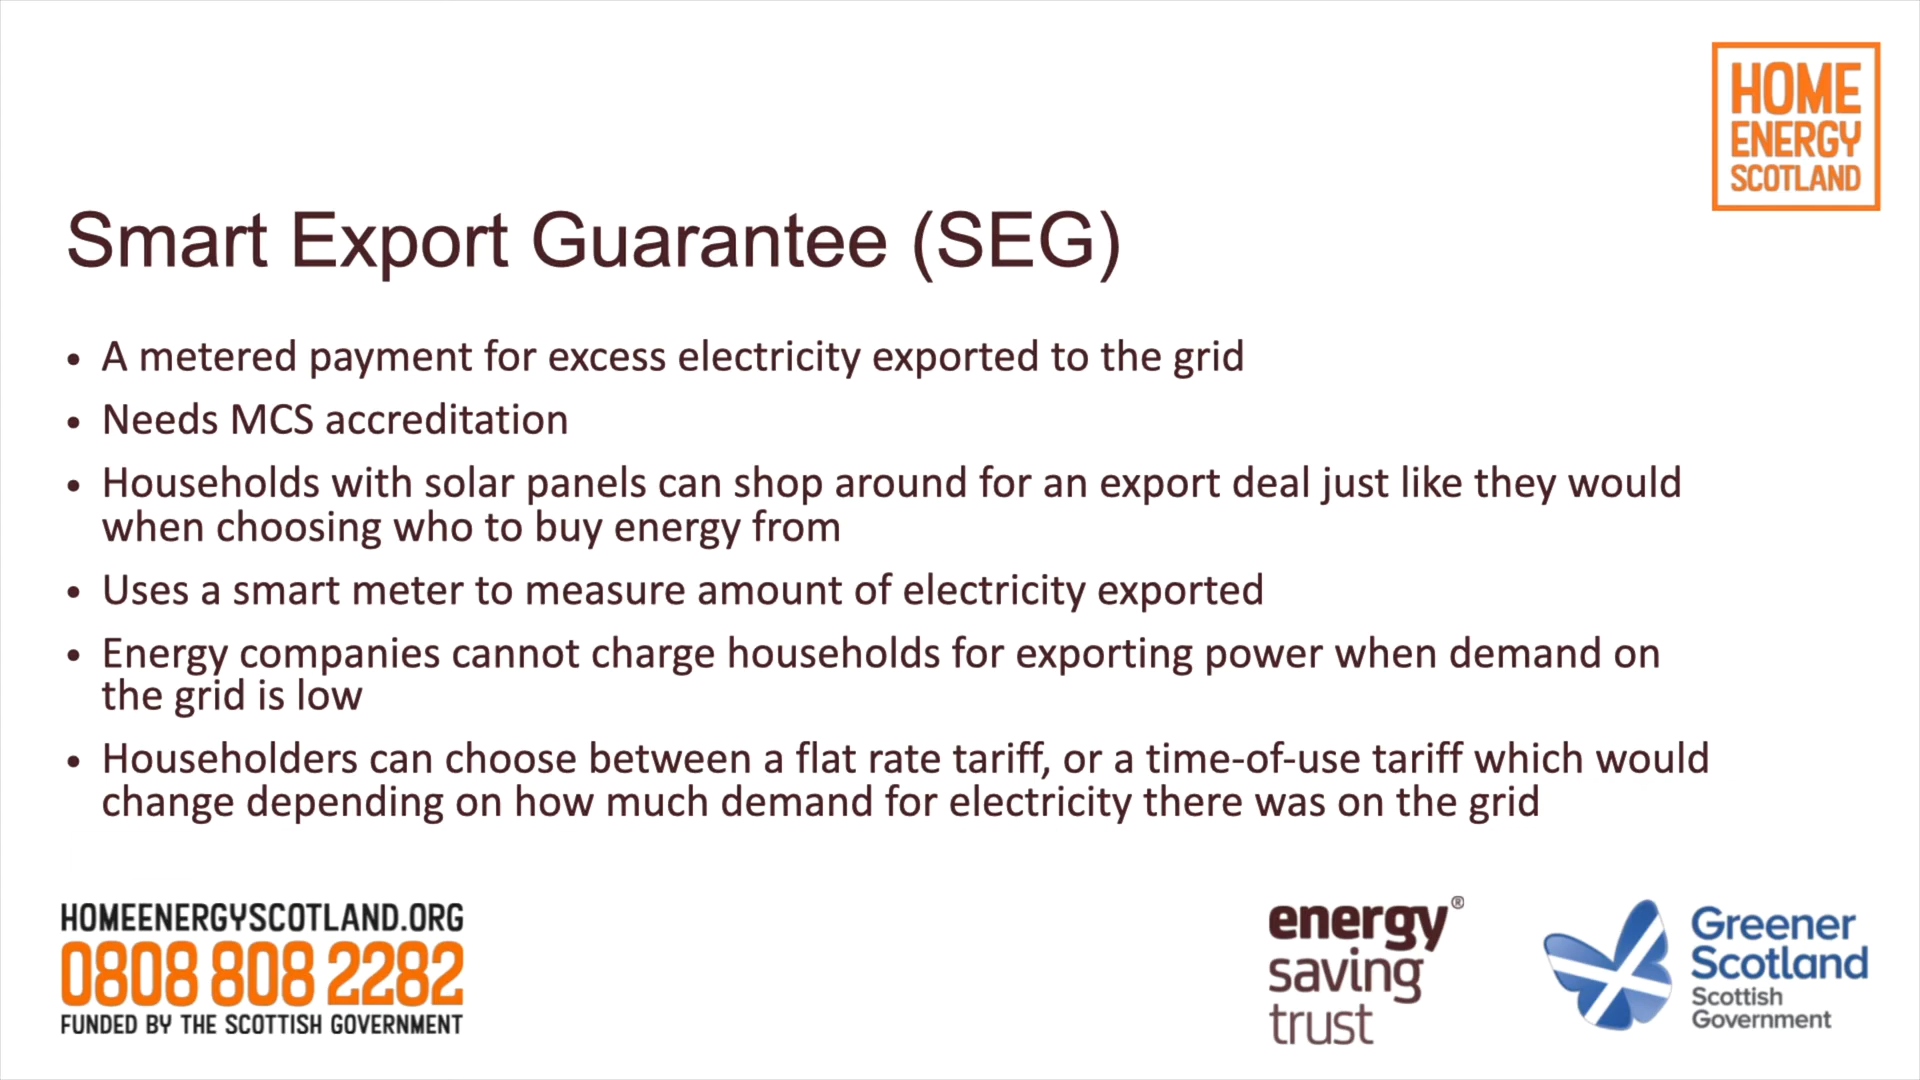 HOME
ENERGY
SCOTLAND
Smart Export Guarantee (SEG)
• A metered payment for excess electricity exported to the grid
• Needs MCS accreditation
• Households with solar panels can shop around for an export deal just like they would
when choosing who to buy energy from
• Uses a smart meter to measure amount of electricity exported
• Energy companies cannot charge households for exporting power when demand on
the grid is low
• Householders can choose between a flat rate tariff, or a time-of-use tariff which would
change depending on how much demand for electricity there was on the grid
HOMEENERGYSCOTLAND.ORG
0808 808 2282
FUNDED BY THE SCOTTISH GOVERNMENT
energy®
saving
trust
Greener
Scotland
Scottish
Government